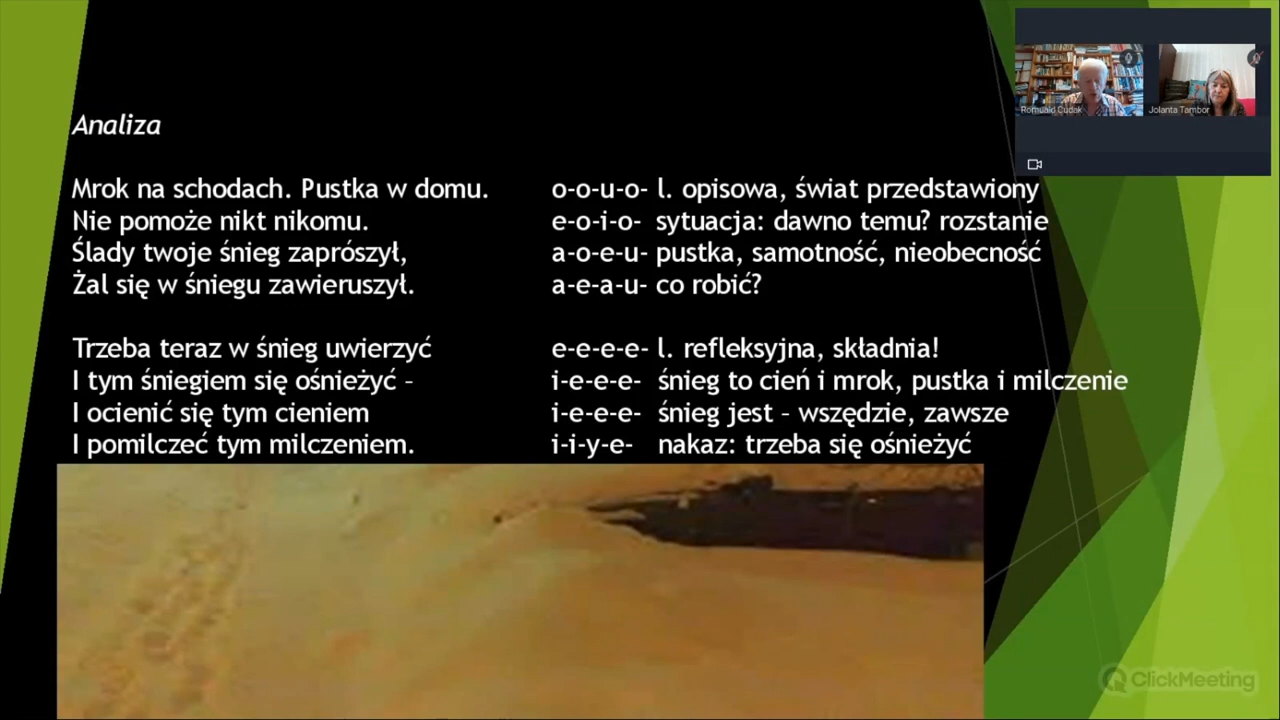 Analiza
Mrok na schodach. Pustka w domu. o-o-u-o- l. opisowa, świat przedstawiony
Nie pomoże nikt nikomu. e-o-i-o- sytuacja: dawno temu? rozstanie
Ślady twoje śnieg zaprószył, a-o-e-u- pustka, samotność, nieobecność
Żal się w śniegu zawieruszył. a-e-a-u- co robić?
Trzeba teraz w śnieg uwierzyć e-e-e-e- l. refleksyjna, składnia!
I tym śniegiem się ośnieżyć – i-e-e-e- śnieg to cień i mrok, pustka i milczenie
I ocienić się tym cieniem i-e-e-e- śnieg jest – wszędzie, zawsze
I pomilczeć tym milczeniem. i-i-y-e- nakaz: trzeba się ośnieżyć
Romuald Cudak
Jolanta Tambor
ClickMeeting